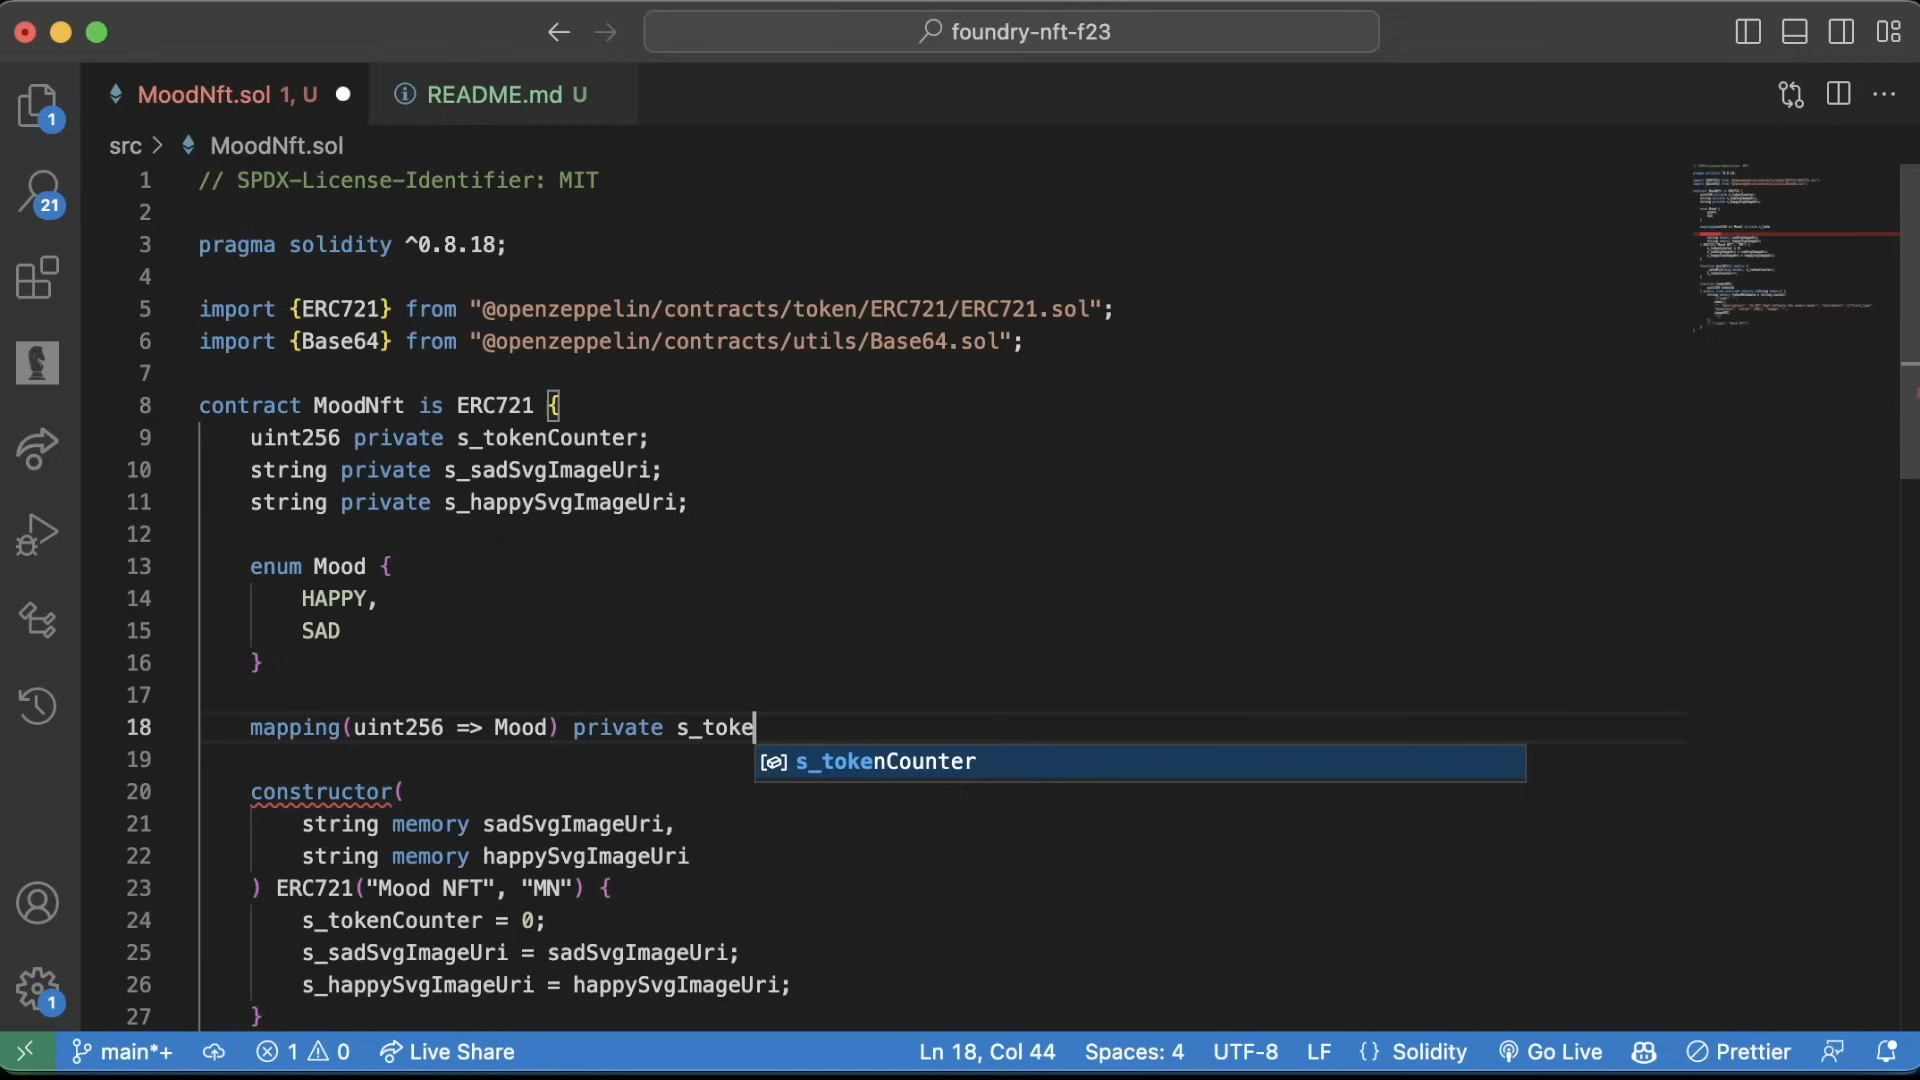 foundry-nft-f23
MoodNft.sol 1, U
README.md U
src > MoodNft.sol
1 // SPDX-License-Identifier: MIT
2
3 pragma solidity ^0.8.18;
4
5 import {ERC721} from "@openzeppelin/contracts/token/ERC721/ERC721.sol";
6 import {Base64} from "@openzeppelin/contracts/utils/Base64.sol";
7
8 contract MoodNft is ERC721 {
9 uint256 private s_tokenCounter;
10 string private s_sadSvgImageUri;
11 string private s_happySvgImageUri;
12
13 enum Mood {
14 HAPPY,
15 SAD
16 }
17
18 mapping(uint256 => Mood) private s_toke
s_tokenCounter
19
20 constructor(
21 string memory sadSvgImageUri,
22 string memory happySvgImageUri
23 ) ERC721("Mood NFT", "MN") {
24 s_tokenCounter = 0;
25 s_sadSvgImageUri = sadSvgImageUri;
26 s_happySvgImageUri = happySvgImageUri;
27 }
1
21
1
main*+ 1 0 Live Share Ln 18, Col 44 Spaces: 4 UTF-8 LF {} Solidity Go Live Prettier